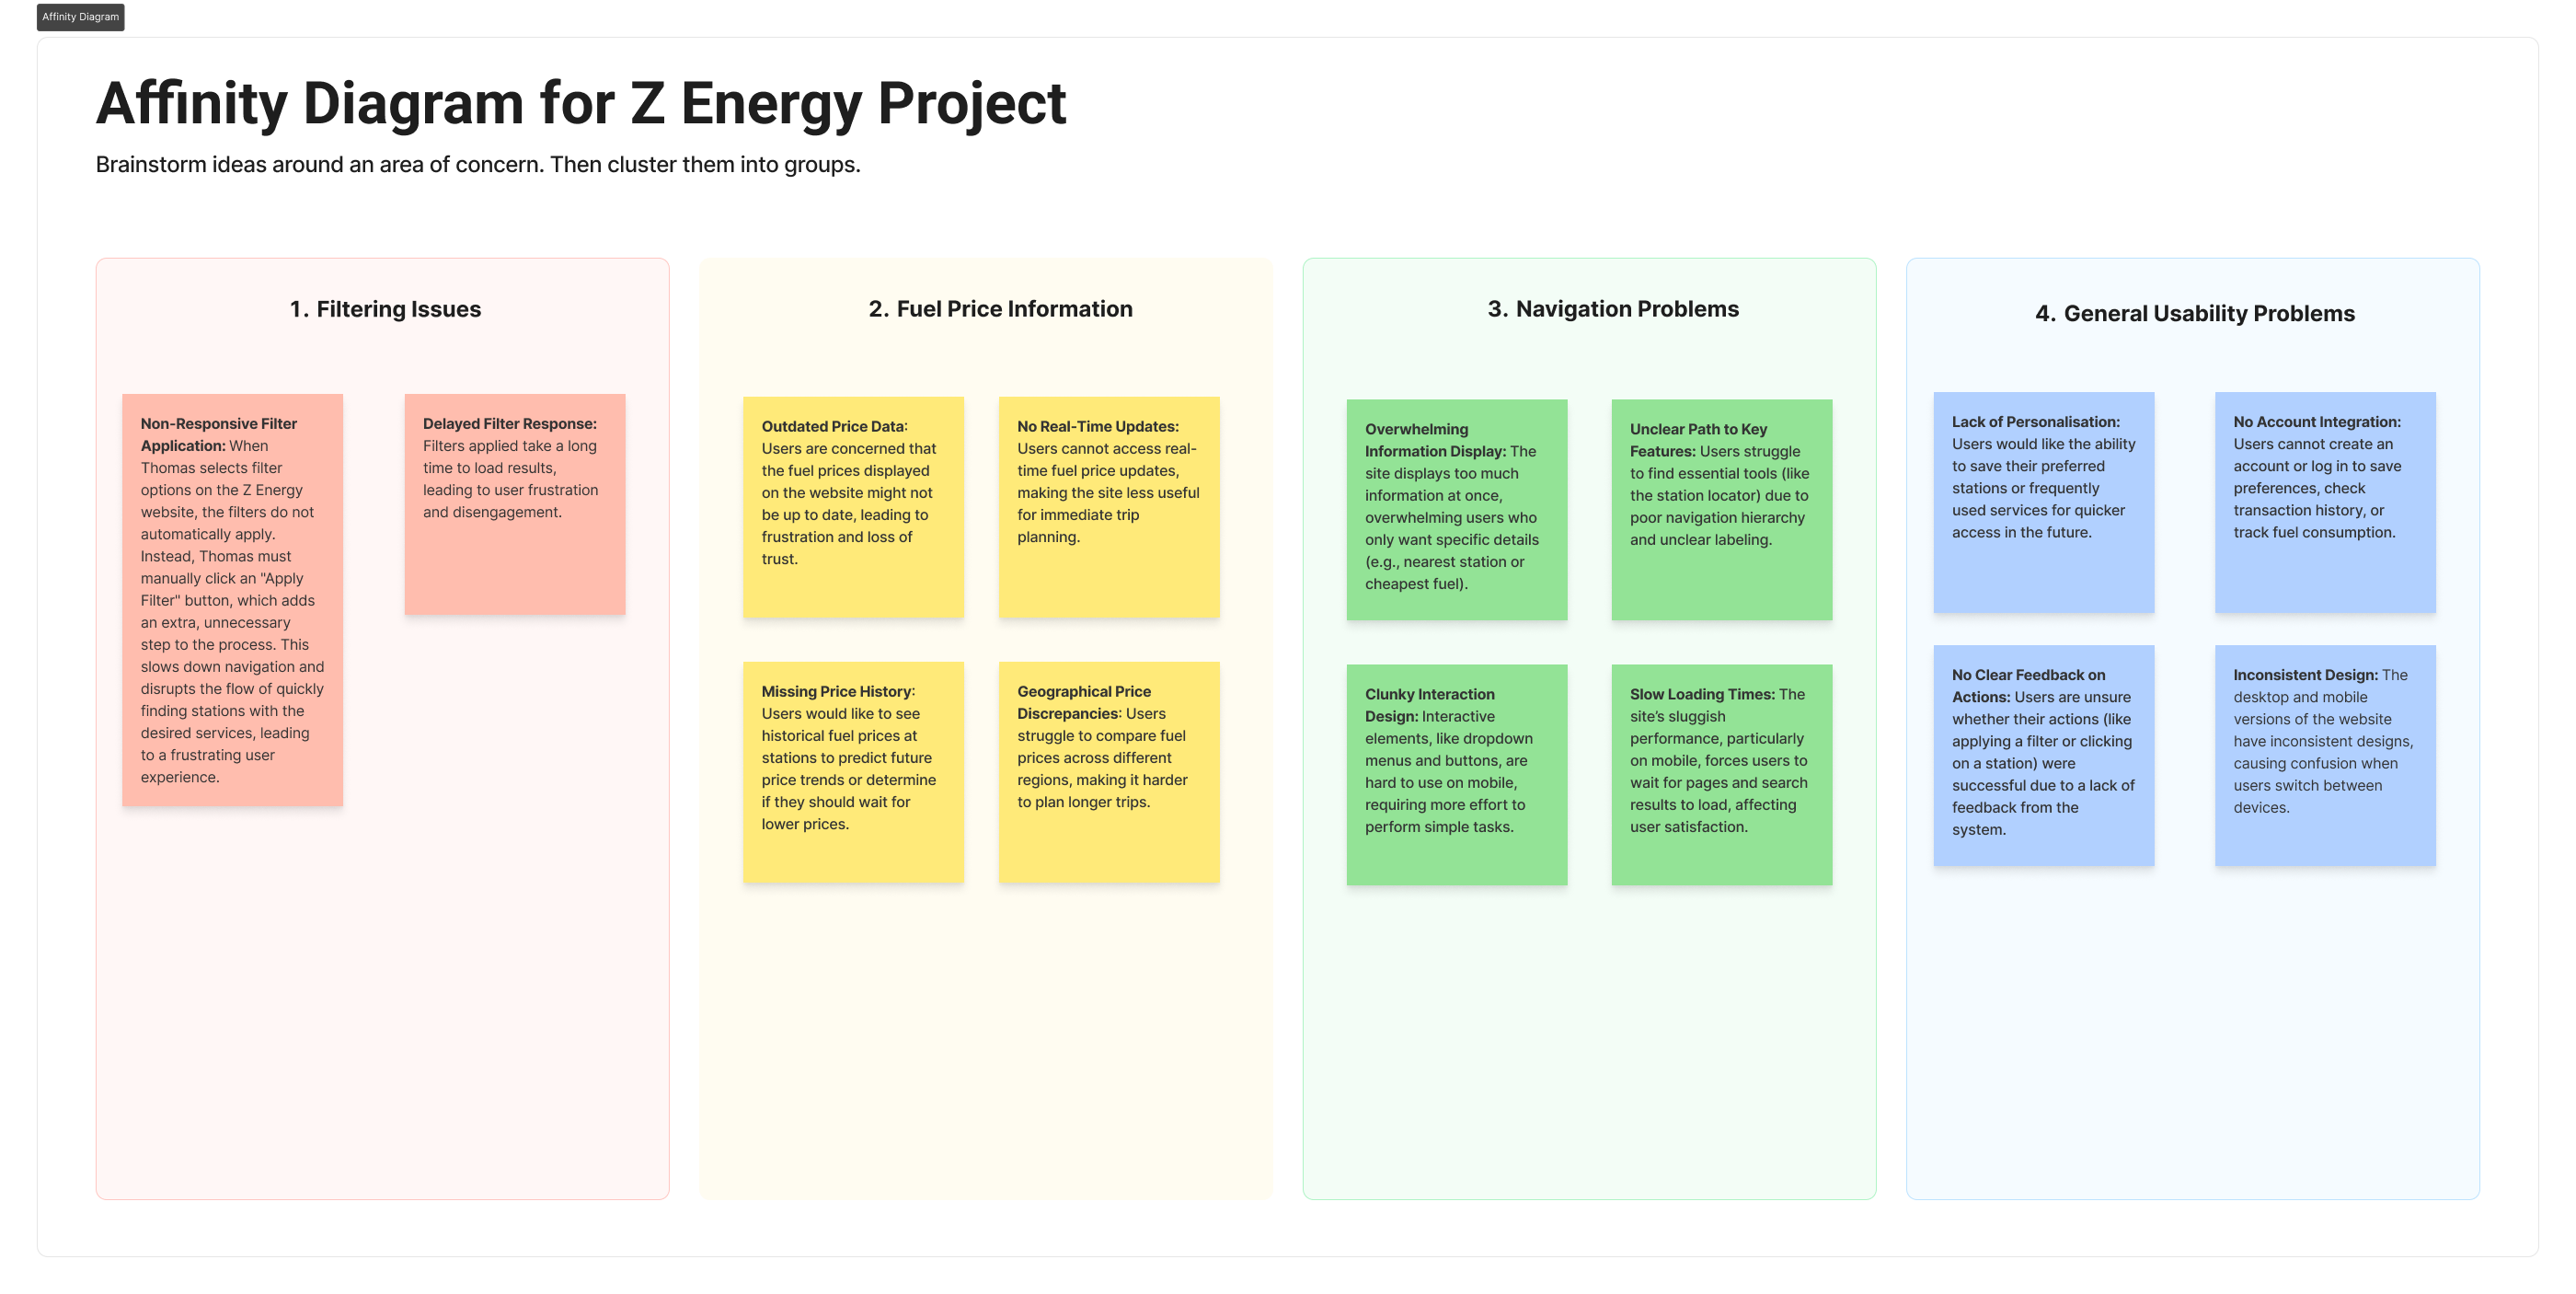 Affinity Diagram
Affinity Diagram for Z Energy Project
Brainstorm ideas around an area of concern. Then cluster them into groups.
1. Filtering Issues
Non-Responsive Filter
Application: When
Thomas selects filter
options on the Z Energy
website, the filters do not
automatically apply.
Instead, Thomas must
manually click an "Apply
Filter" button, which adds
an extra, unnecessary
step to the process. This
slows down navigation and
disrupts the flow of quickly
finding stations with the
desired services, leading
to a frustrating user
experience.
Delayed Filter Response:
Filters applied take a long
time to load results,
leading to user frustration
and disengagement.
2. Fuel Price Information
Outdated Price Data:
Users are concerned that
the fuel prices displayed
on the website might not
be up to date, leading to
frustration and loss of
trust.
No Real-Time Updates:
Users cannot access real-
time fuel price updates,
making the site less useful
for immediate trip
planning.
Missing Price History:
Users would like to see
historical fuel prices at
stations to predict future
price trends or determine
if they should wait for
lower prices.
Geographical Price
Discrepancies: Users
struggle to compare fuel
prices across different
regions, making it harder
to plan longer trips.
3. Navigation Problems
Overwhelming
Information Display: The
site displays too much
information at once,
overwhelming users who
only want specific details
(e.g., nearest station or
cheapest fuel).
Unclear Path to Key
Features: Users struggle
to find essential tools (like
the station locator) due to
poor navigation hierarchy
and unclear labeling.
Clunky Interaction
Design: Interactive
elements, like dropdown
menus and buttons, are
hard to use on mobile,
requiring more effort to
perform simple tasks.
Slow Loading Times: The
site’s sluggish
performance, particularly
on mobile, forces users to
wait for pages and search
results to load, affecting
user satisfaction.
4. General Usability Problems
Lack of Personalisation:
Users would like the ability
to save their preferred
stations or frequently
used services for quicker
access in the future.
No Account Integration:
Users cannot create an
account or log in to save
preferences, check
transaction history, or
track fuel consumption.
No Clear Feedback on
Actions: Users are unsure
whether their actions (like
applying a filter or clicking
on a station) were
successful due to a lack of
feedback from the
system.
Inconsistent Design: The
desktop and mobile
versions of the website
have inconsistent designs,
causing confusion when
users switch between
devices.